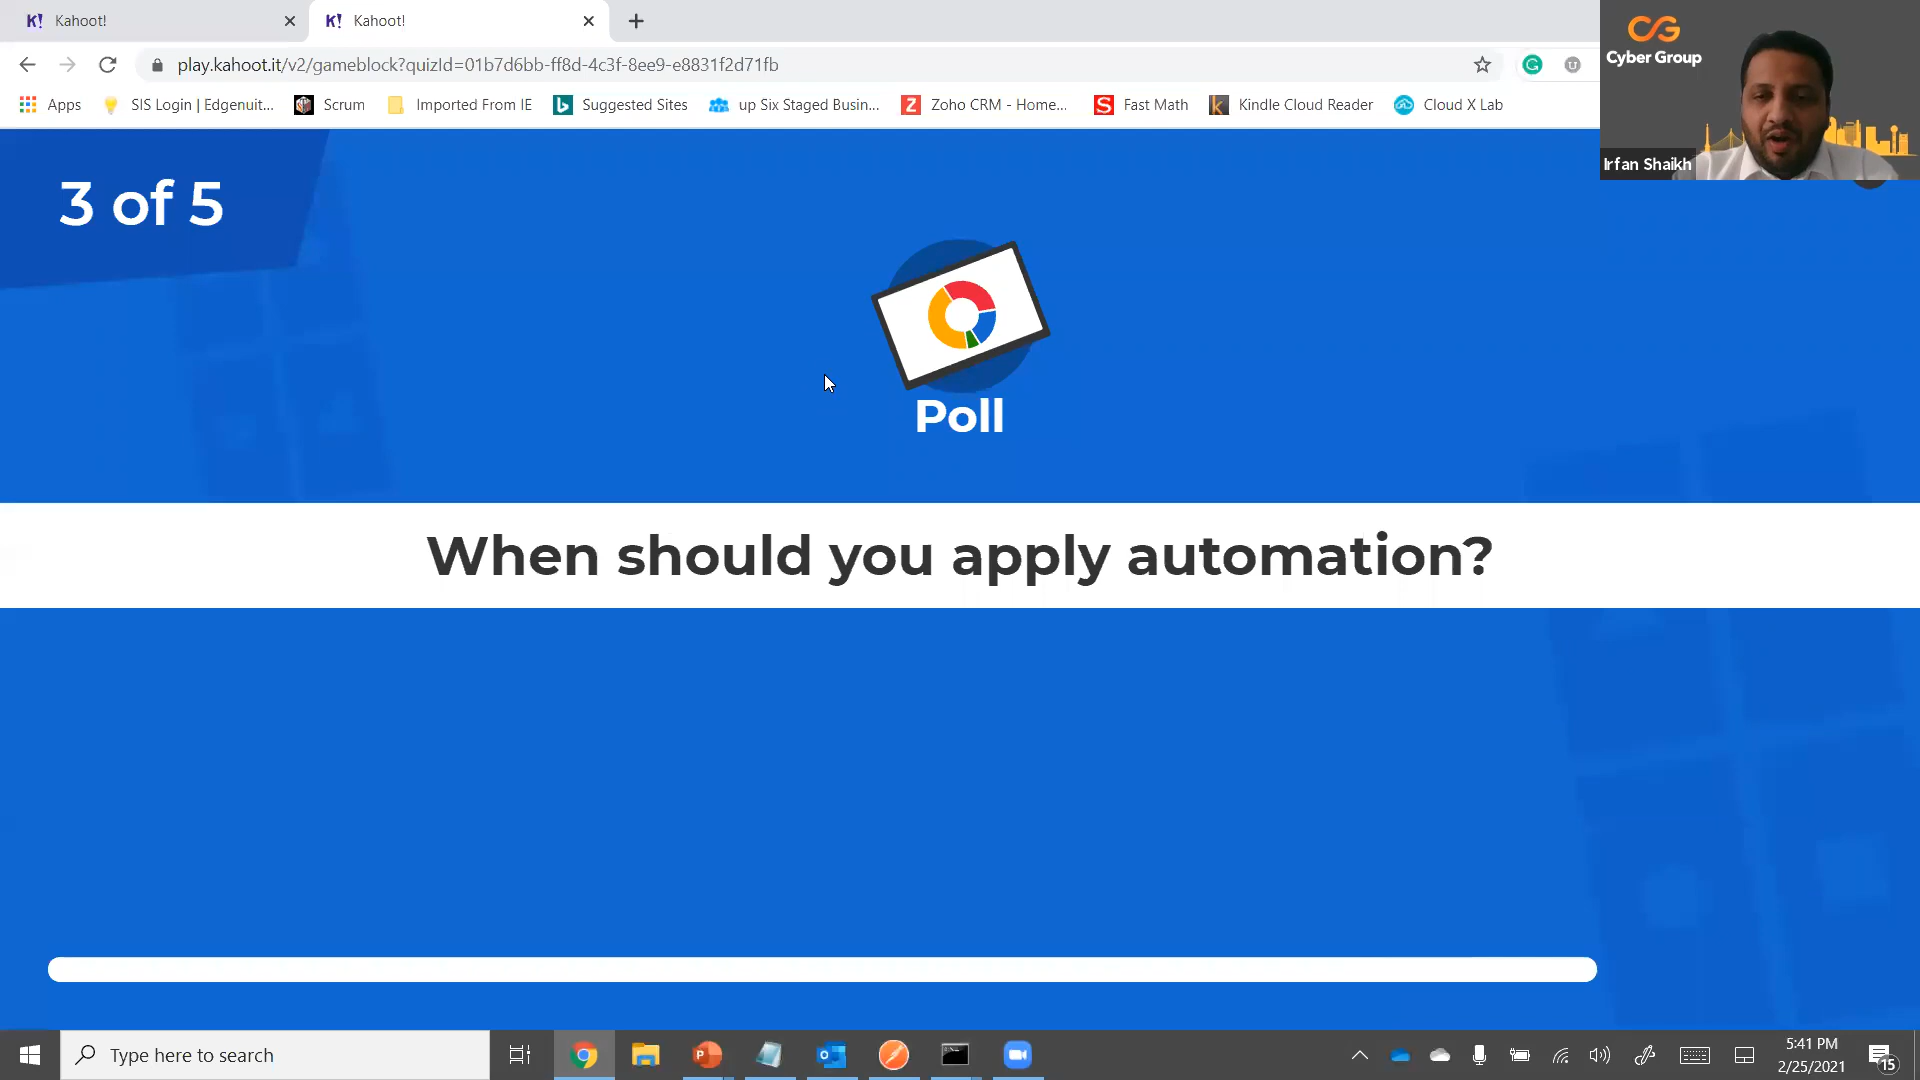 K! Kahoot!
K! Kahoot!
play.kahoot.it/v2/gameblock?quizId=01b7d6bb-ff8d-4c3f-8ee9-e8831f2d71fb
Apps
SIS Login | Edgenuit...
Scrum
Imported From IE
Suggested Sites
up Six Staged Busin...
Zoho CRM - Home...
Fast Math
Kindle Cloud Reader
Cloud X Lab
Cyber Group
Irfan Shaikh
3 of 5
Poll
When should you apply automation?
Type here to search
5:41 PM
2/25/2021
15